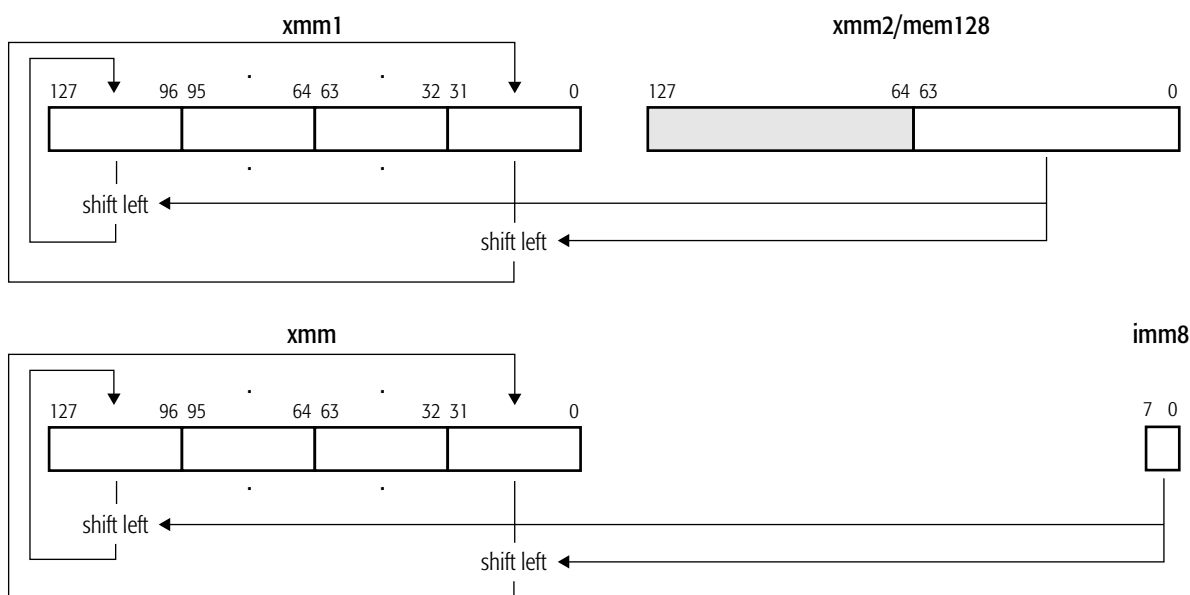 xmm1 xmm2/mem128
127 96 95 64 63 32 31 0 127 64 63 0
shift left
shift left
xmm imm8
127 96 95 64 63 32 31 0 7 0
shift left
shift left